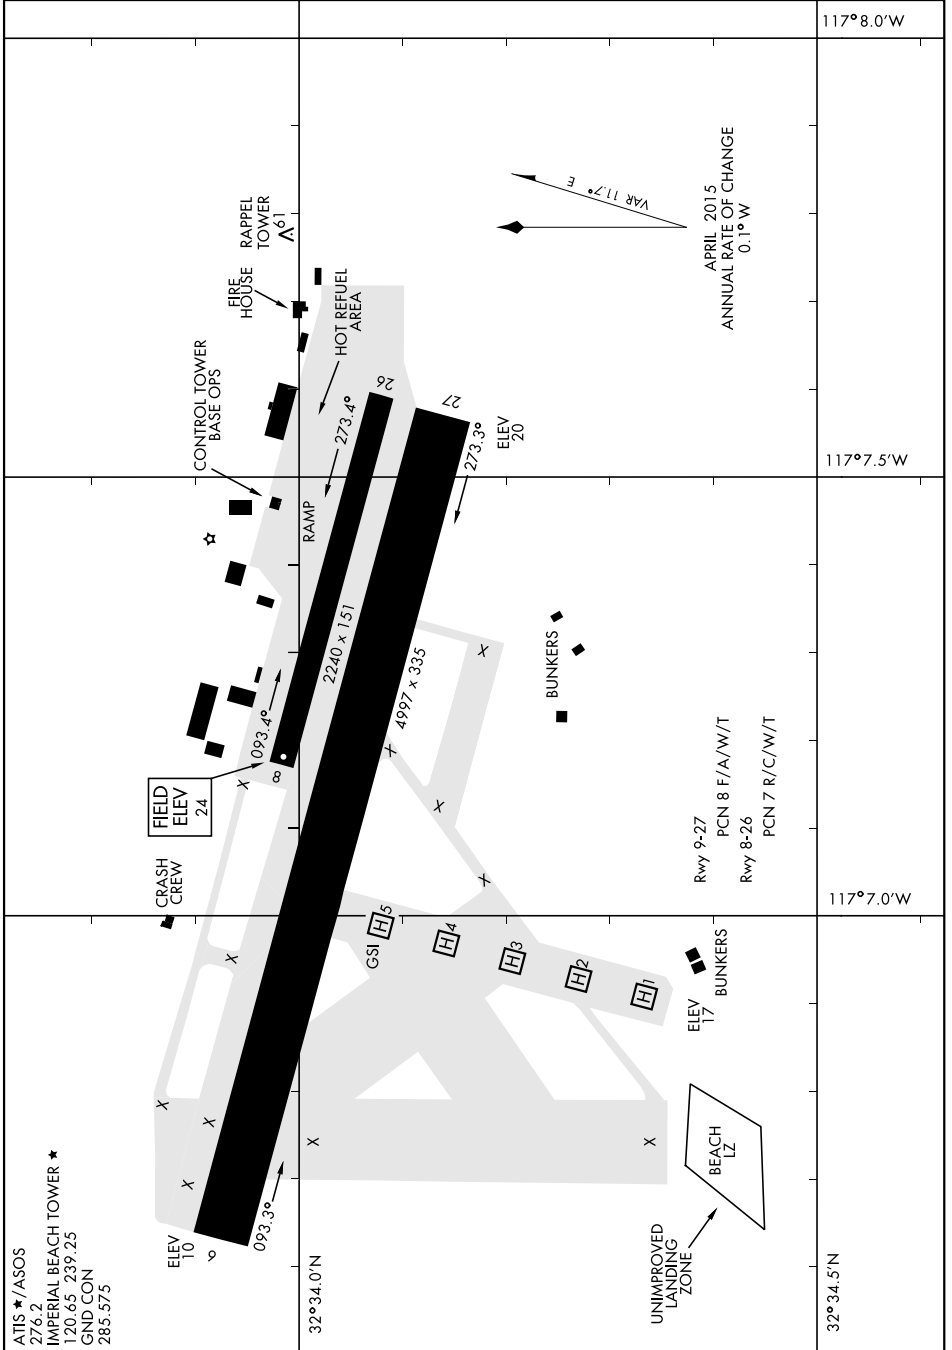 ATIS ★/ASOS
276.2
IMPERIAL BEACH TOWER ★
120.65 239.25
GND CON
285.575
117°8.0'W
117°7.5'W
117°7.0'W
32°34.0'N
32°34.5'N
RAPPEL
TOWER
61
FIRE
HOUSE
HOT REFUEL
AREA
CONTROL TOWER
BASE OPS
RAMP
VAR 11.7° E
APRIL 2015
ANNUAL RATE OF CHANGE
0.1° W
273.4°
26
27
273.3°
ELEV
20
2240 x 151
4997 x 335
093.4°
8
FIELD
ELEV
24
CRASH
CREW
X
X
X
X
X
X
X
X
X
X
X
BUNKERS
Rwy 9-27
PCN 8 F/A/W/T
Rwy 8-26
PCN 7 R/C/W/T
GSI
H 5
H 4
H 3
H 2
H 1
ELEV
17
BUNKERS
BEACH
LZ
UNIMPROVED
LANDING
ZONE
ELEV
10
9
093.3°